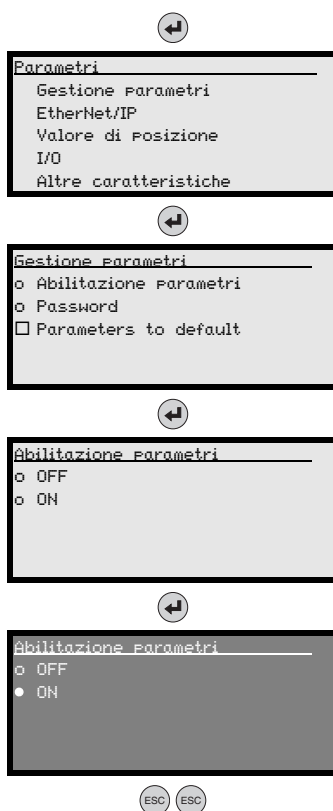 Parametri
Gestione parametri
EtherNet/IP
Valore di posizione
I/O
Altre caratteristiche
Gestione parametri
o Abilitazione parametri
o Password
☐ Parameters to default
Abilitazione parametri
o OFF
o ON
Abilitazione parametri
o OFF
● ON
ESC ESC